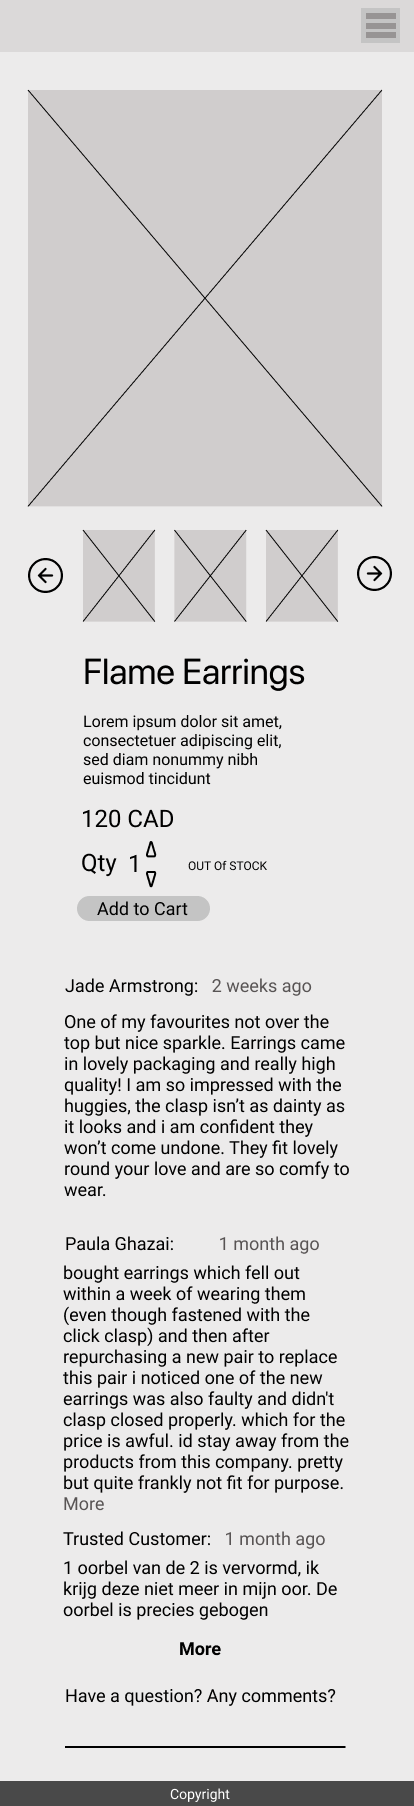 Flame Earrings
Lorem ipsum dolor sit amet,
consectetuer adipiscing elit,
sed diam nonummy nibh
euismod tincidunt
120 CAD
Qty 1
OUT Of STOCK
Add to Cart
Jade Armstrong: 2 weeks ago
One of my favourites not over the
top but nice sparkle. Earrings came
in lovely packaging and really high
quality! I am so impressed with the
huggies, the clasp isn’t as dainty as
it looks and i am confident they
won’t come undone. They fit lovely
round your love and are so comfy to
wear.
Paula Ghazai: 1 month ago
bought earrings which fell out
within a week of wearing them
(even though fastened with the
click clasp) and then after
repurchasing a new pair to replace
this pair i noticed one of the new
earrings was also faulty and didn't
clasp closed properly. which for the
price is awful. id stay away from the
products from this company. pretty
but quite frankly not fit for purpose.
More
Trusted Customer: 1 month ago
1 oorbel van de 2 is vervormd, ik
krijg deze niet meer in mijn oor. De
oorbel is precies gebogen
More
Have a question? Any comments?
Copyright